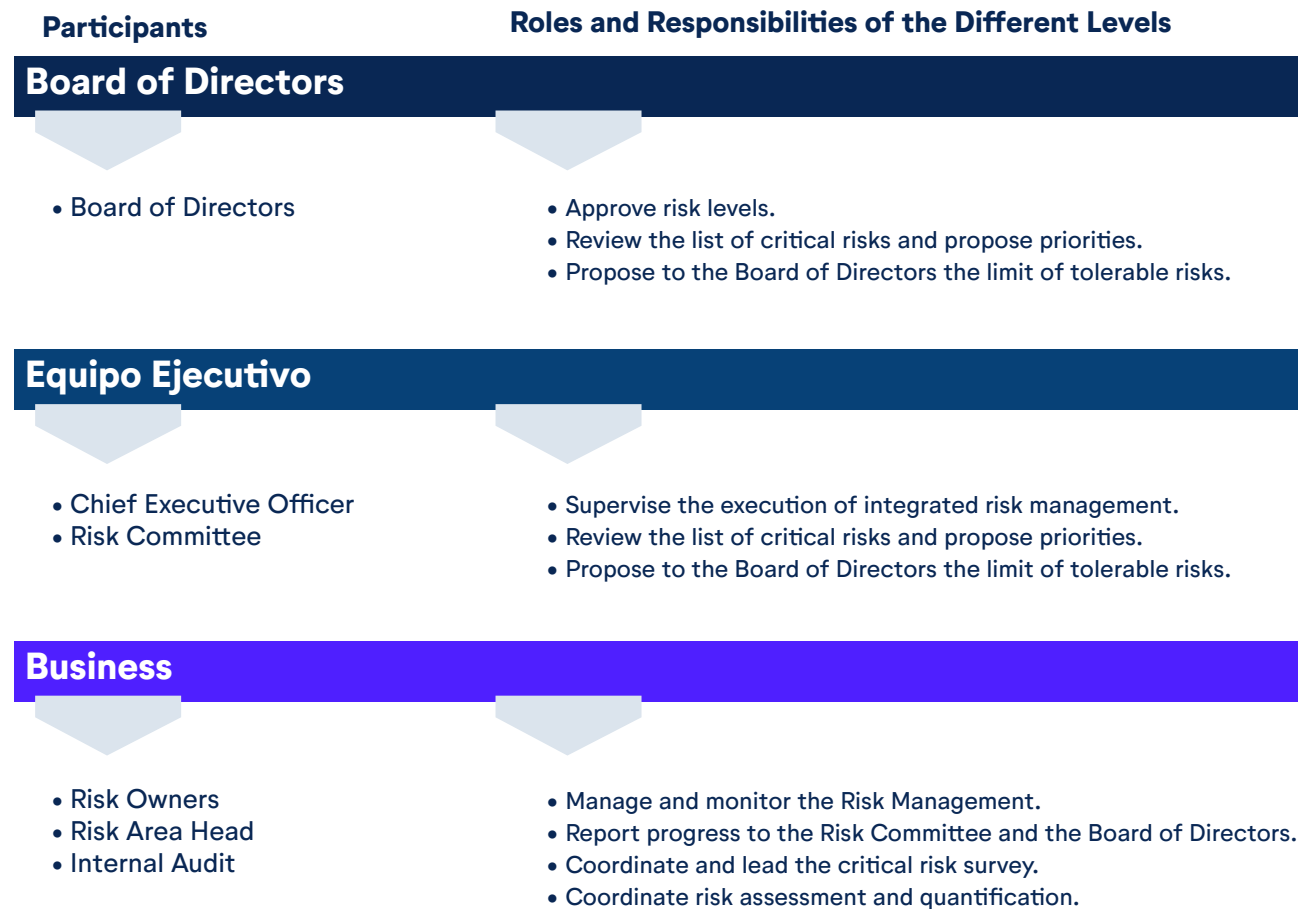 Participants
Roles and Responsibilities of the Different Levels
Board of Directors
• Board of Directors
• Approve risk levels.
• Review the list of critical risks and propose priorities.
• Propose to the Board of Directors the limit of tolerable risks.
Equipo Ejecutivo
• Chief Executive Officer
• Risk Committee
• Supervise the execution of integrated risk management.
• Review the list of critical risks and propose priorities.
• Propose to the Board of Directors the limit of tolerable risks.
Business
• Risk Owners
• Risk Area Head
• Internal Audit
• Manage and monitor the Risk Management.
• Report progress to the Risk Committee and the Board of Directors.
• Coordinate and lead the critical risk survey.
• Coordinate risk assessment and quantification.